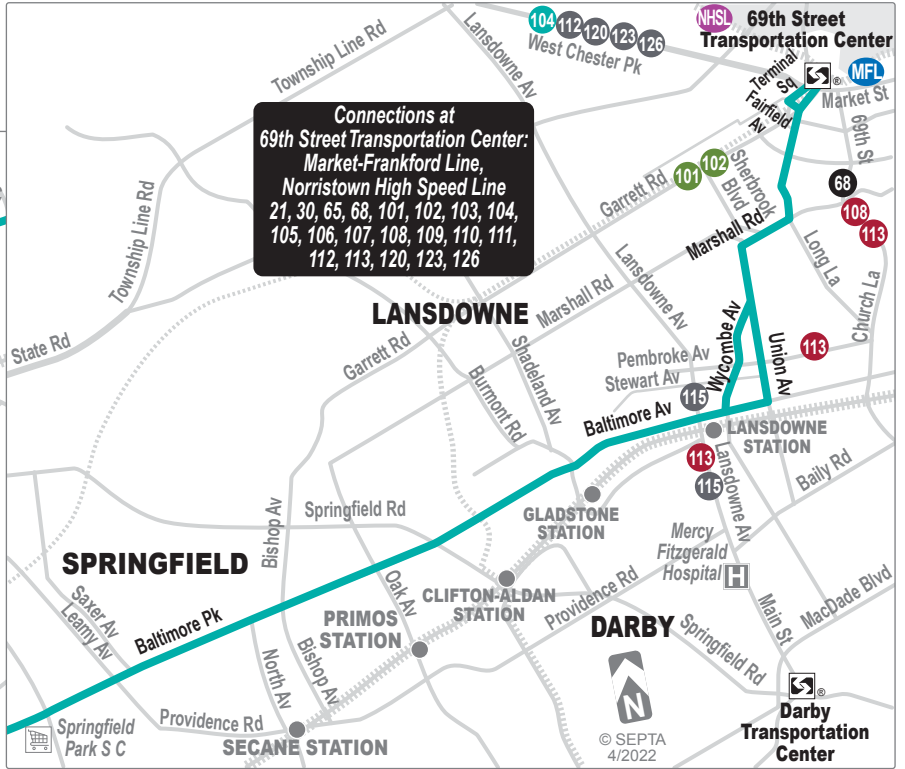 104
112
120
123
126
West Chester Pk
NHSL
69th Street
Transportation Center
®
MFL
Terminal
Sq
Market St
Fairfield
Av
69th St
Township Line Rd
Lansdowne Av
Connections at
69th Street Transportation Center:
Market-Frankford Line,
Norristown High Speed Line
21, 30, 65, 68, 101, 102, 103, 104,
105, 106, 107, 108, 109, 110, 111,
112, 113, 120, 123, 126
Garrett Rd
101
102
Sherbrook
Blvd
68
108
113
Township Line Rd
Marshall Rd
Long La
Church La
Lansdowne Av
LANSDOWNE
Marshall Rd
State Rd
Garrett Rd
Shadeland Av
Burmont Rd
Pembroke Av
Stewart Av
Wycombe Av
Union Av
113
115
Baltimore Av
LANSDOWNE
STATION
113
115
Lansdowne Av
Baily Rd
Springfield Rd
Bishop Av
GLADSTONE
STATION
Mercy
Fitzgerald
Hospital
H
SPRINGFIELD
Saxer Av
Leamy Av
Baltimore Pk
Oak Av
CLIFTON-ALDAN
STATION
Providence Rd
PRIMOS
STATION
DARBY
Springfield Rd
Main St
MacDade Blvd
North Av
Bishop Av
N
Springfield
Park S C
Providence Rd
SECANE STATION
© SEPTA
4/2022
®
Darby
Transportation
Center